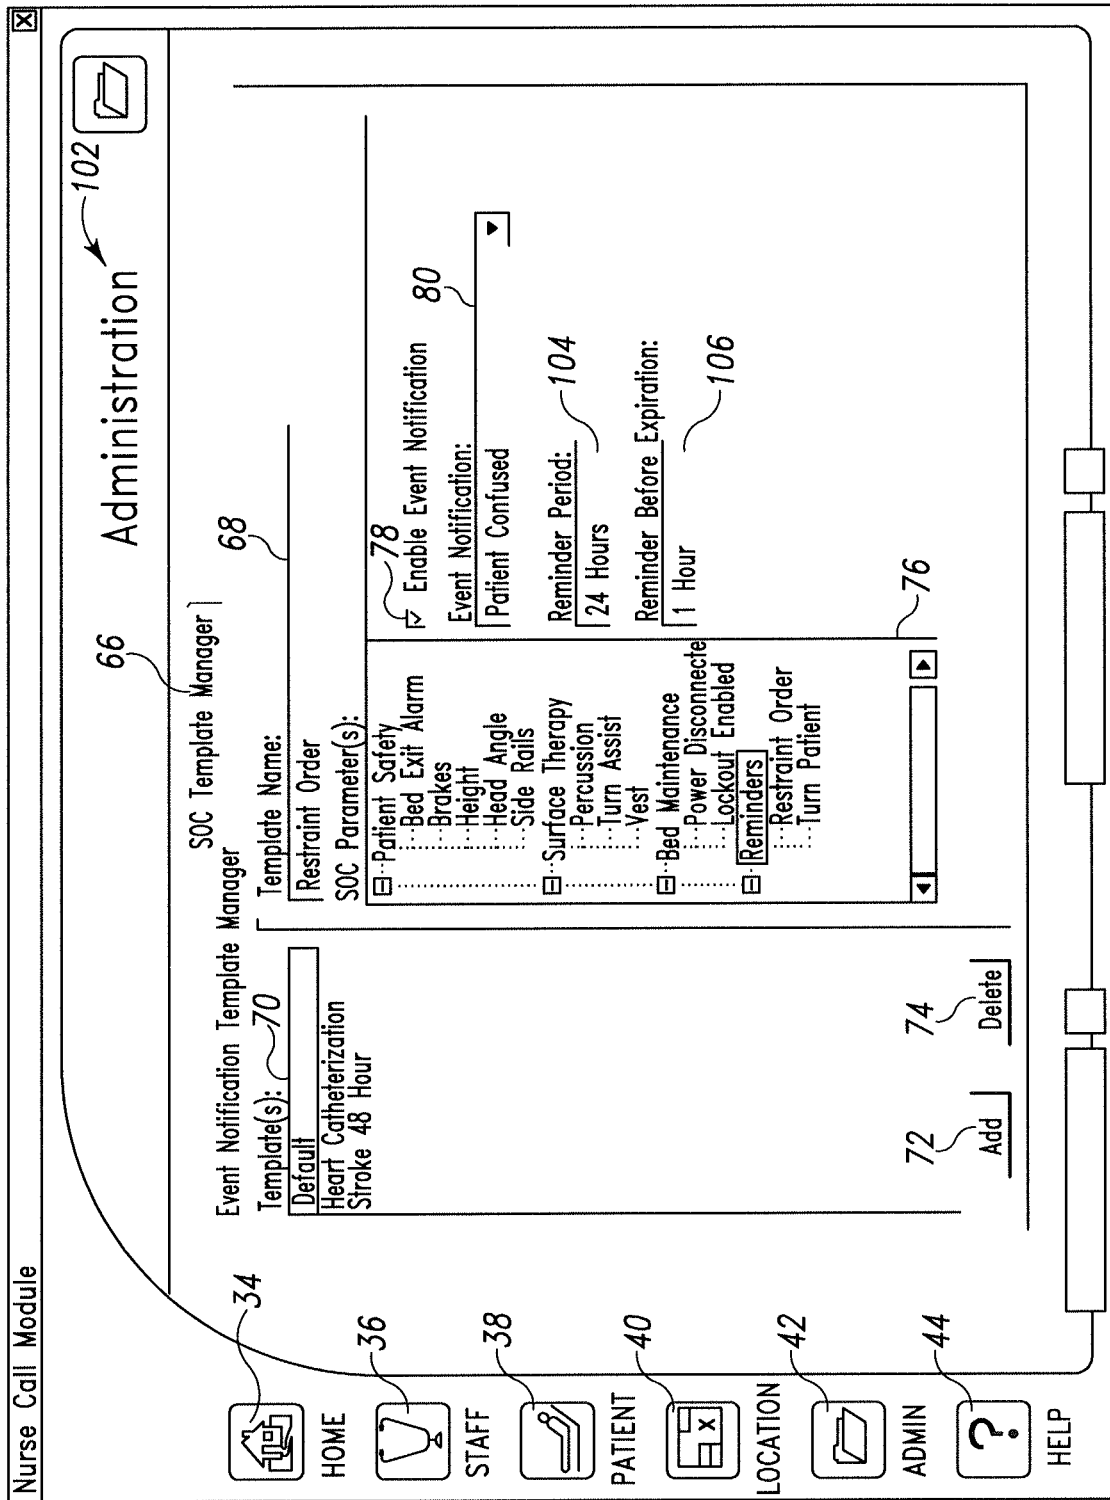 Nurse Call Module
Administration
102
66
Event Notification Template Manager
SOC Template Manager
Template(s):
70
Default
Heart Catheterization
Stroke 48 Hour
72
Add
74
Delete
Template Name:
68
Restraint Order
SOC Parameter(s):
Patient Safety
Bed Exit Alarm
Brakes
Height
Head Angle
Side Rails
Surface Therapy
Percussion
Turn Assist
Vest
Bed Maintenance
Power Disconnecte
Lockout Enabled
Reminders
Restraint Order
Turn Patient
76
78
Enable Event Notification
Event Notification:
80
Patient Confused
Reminder Period:
104
24 Hours
Reminder Before Expiration:
1 Hour
106
34
HOME
36
STAFF
38
PATIENT
40
X
LOCATION
42
ADMIN
44
?
HELP